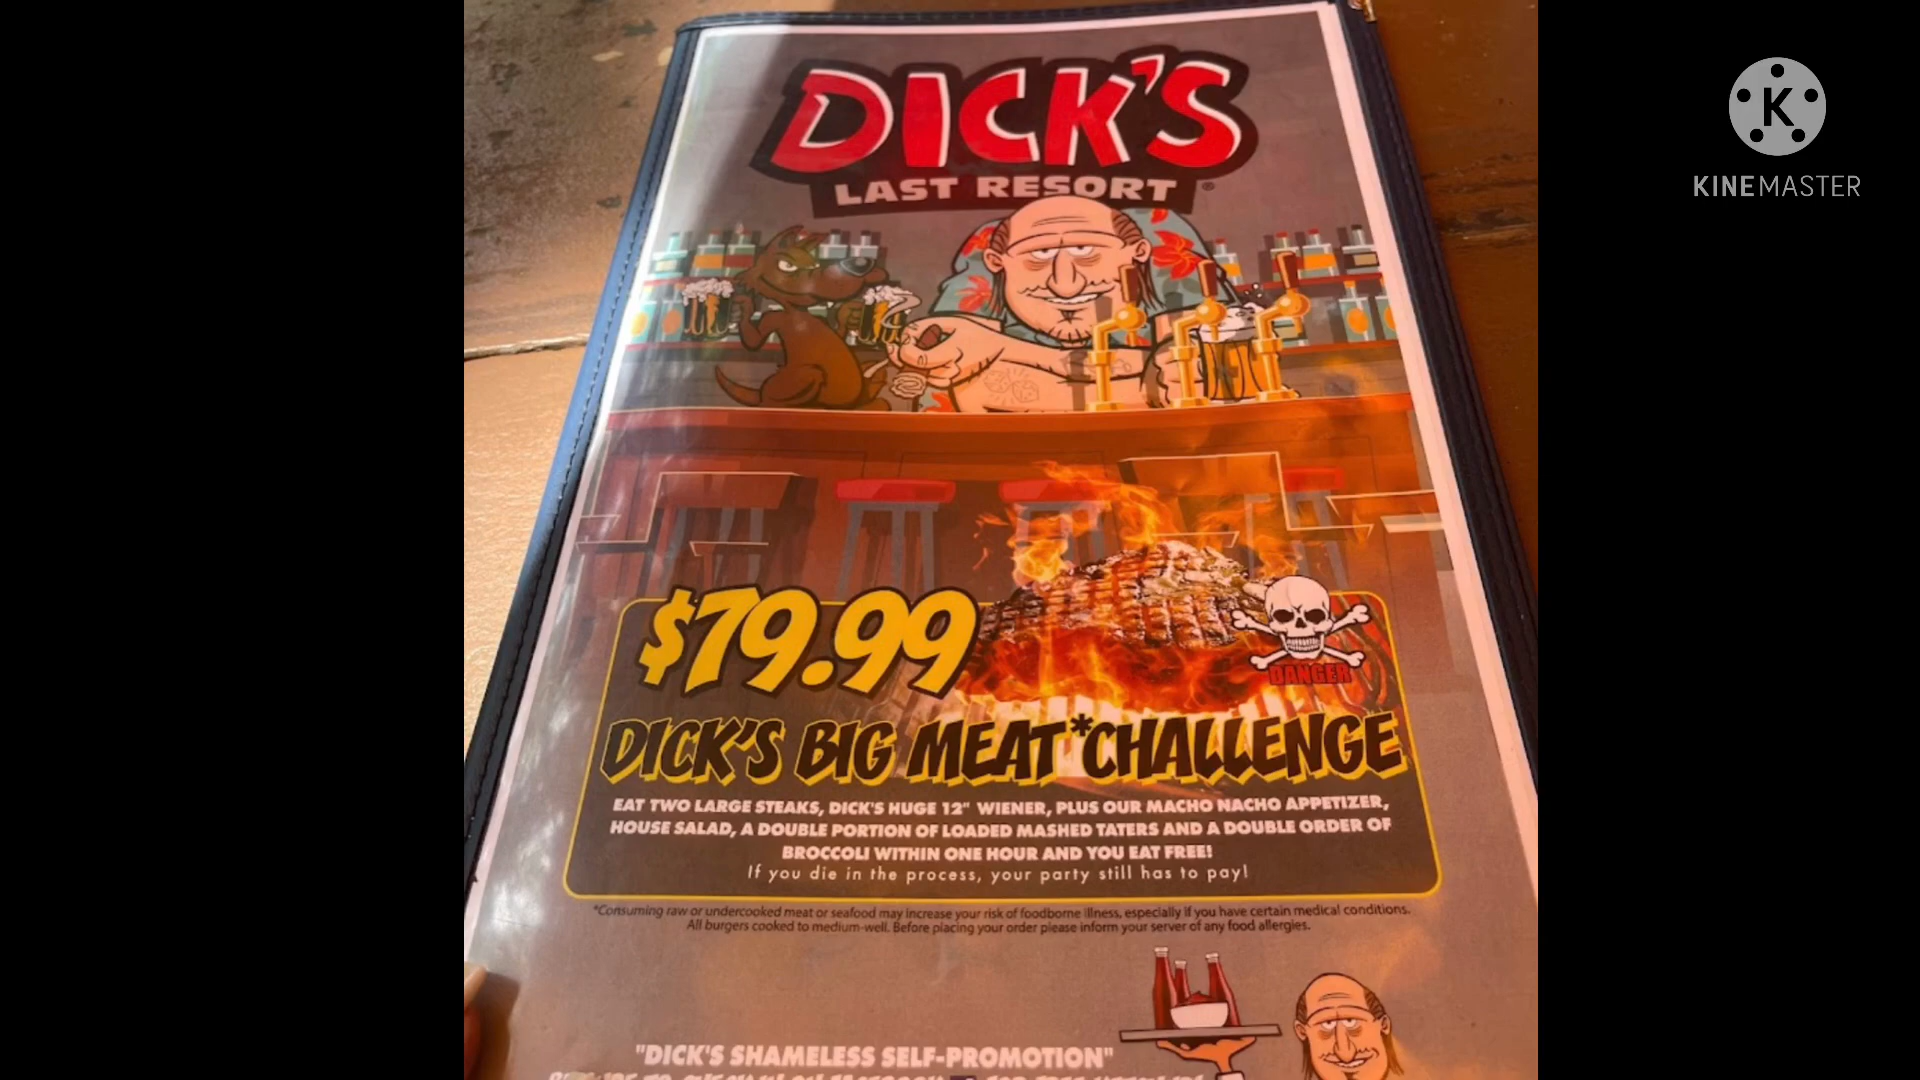 DICK'S
LAST RESORT ®
K
KINEMASTER
$79.99
DANGER
DICK'S BIG MEAT*CHALLENGE
EAT TWO LARGE STEAKS, DICK'S HUGE 12" WIENER, PLUS OUR MACHO NACHO APPETIZER,
HOUSE SALAD, A DOUBLE PORTION OF LOADED MASHED TATERS AND A DOUBLE ORDER OF
BROCCOLI WITHIN ONE HOUR AND YOU EAT FREE!
If you die in the process, your party still has to pay!
*Consuming raw or undercooked meat or seafood may increase your risk of foodborne illness, especially if you have certain medical conditions.
All burgers cooked to medium-well. Before placing your order please inform your server of any food allergies.
"DICK'S SHAMELESS SELF-PROMOTION"